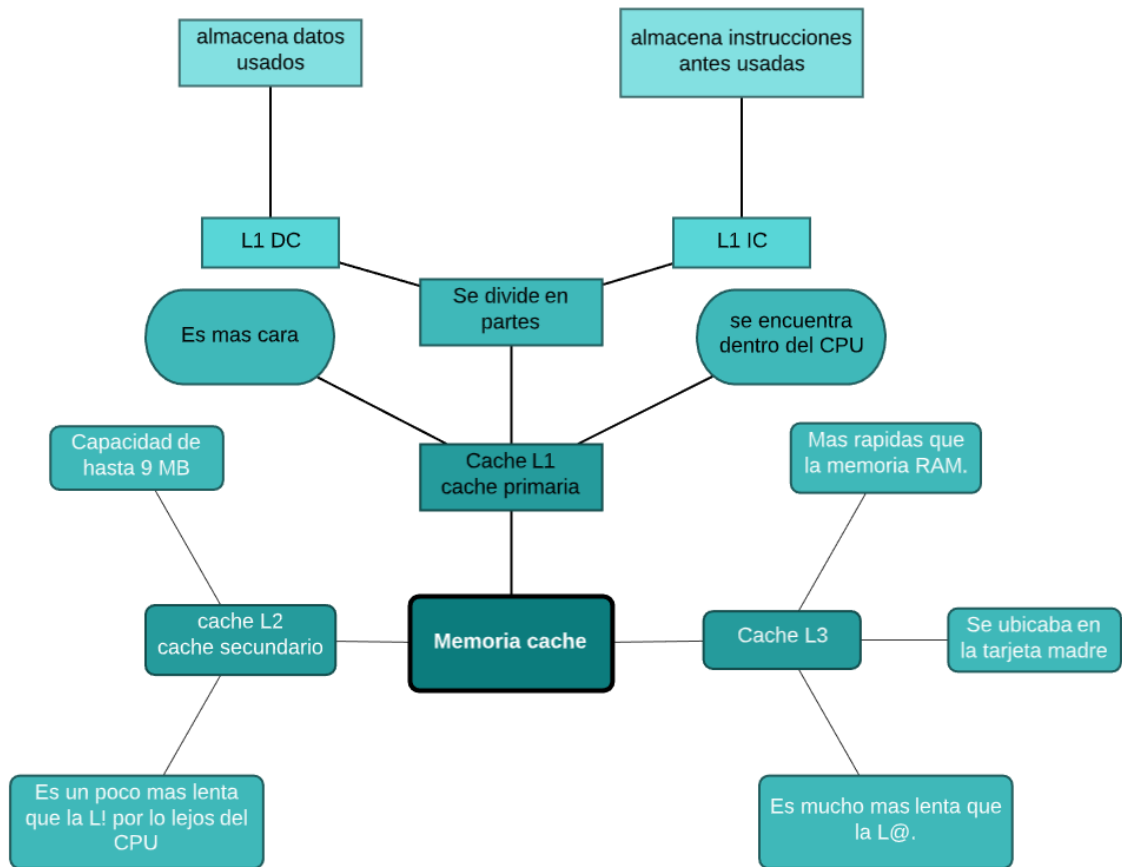 almacena datos
usados
almacena instrucciones
antes usadas
L1 DC
L1 IC
Se divide en
partes
Es mas cara
se encuentra
dentro del CPU
Capacidad de
hasta 9 MB
Mas rapidas que
la memoria RAM.
Cache L1
cache primaria
cache L2
cache secundario
Memoria cache
Cache L3
Se ubicaba en
la tarjeta madre
Es un poco mas lenta
que la L! por lo lejos del
CPU
Es mucho mas lenta que
la L@.